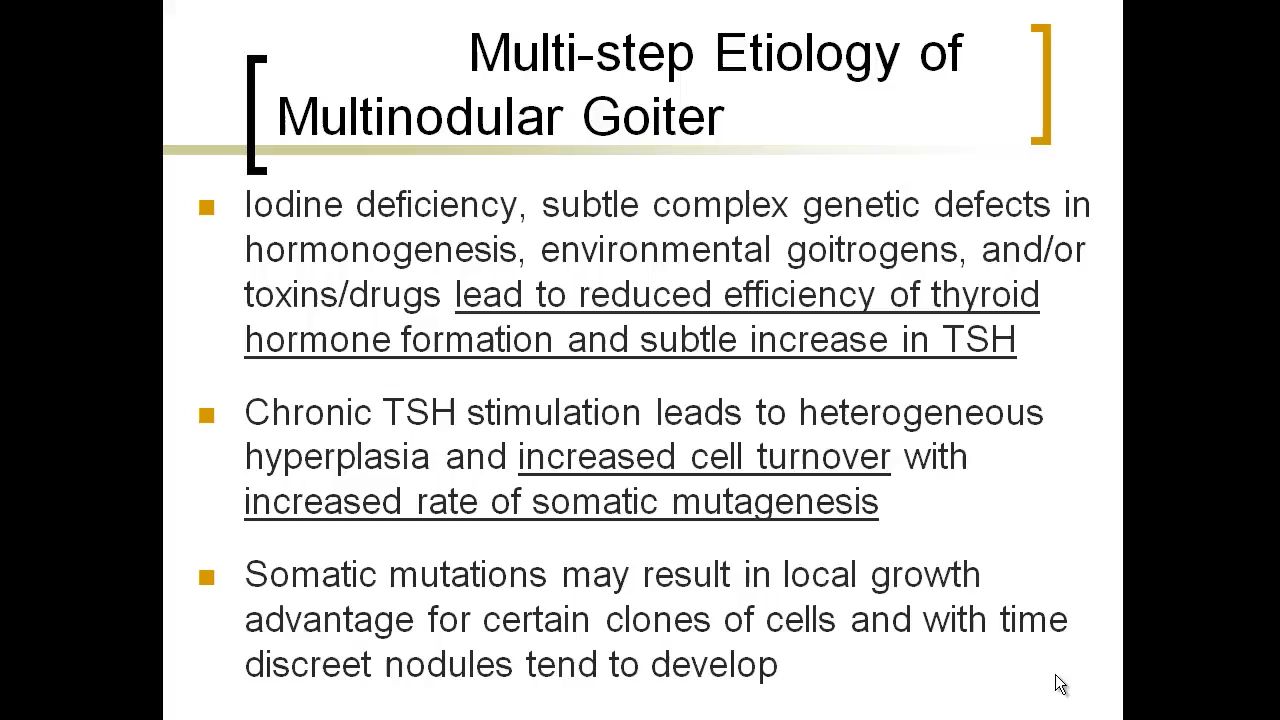 Multi-step Etiology of
Multinodular Goiter
Iodine deficiency, subtle complex genetic defects in
hormonogenesis, environmental goitrogens, and/or
toxins/drugs lead to reduced efficiency of thyroid
hormone formation and subtle increase in TSH
Chronic TSH stimulation leads to heterogeneous
hyperplasia and increased cell turnover with
increased rate of somatic mutagenesis
Somatic mutations may result in local growth
advantage for certain clones of cells and with time
discreet nodules tend to develop